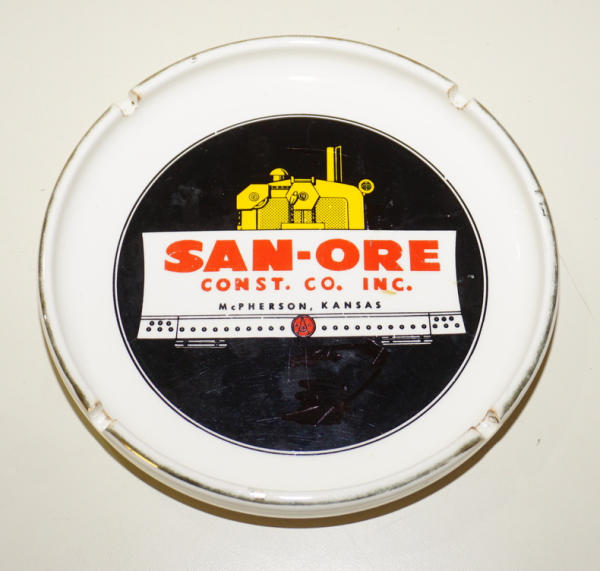 SAN-ORE
CONST. CO. INC.
McPHERSON, KANSAS